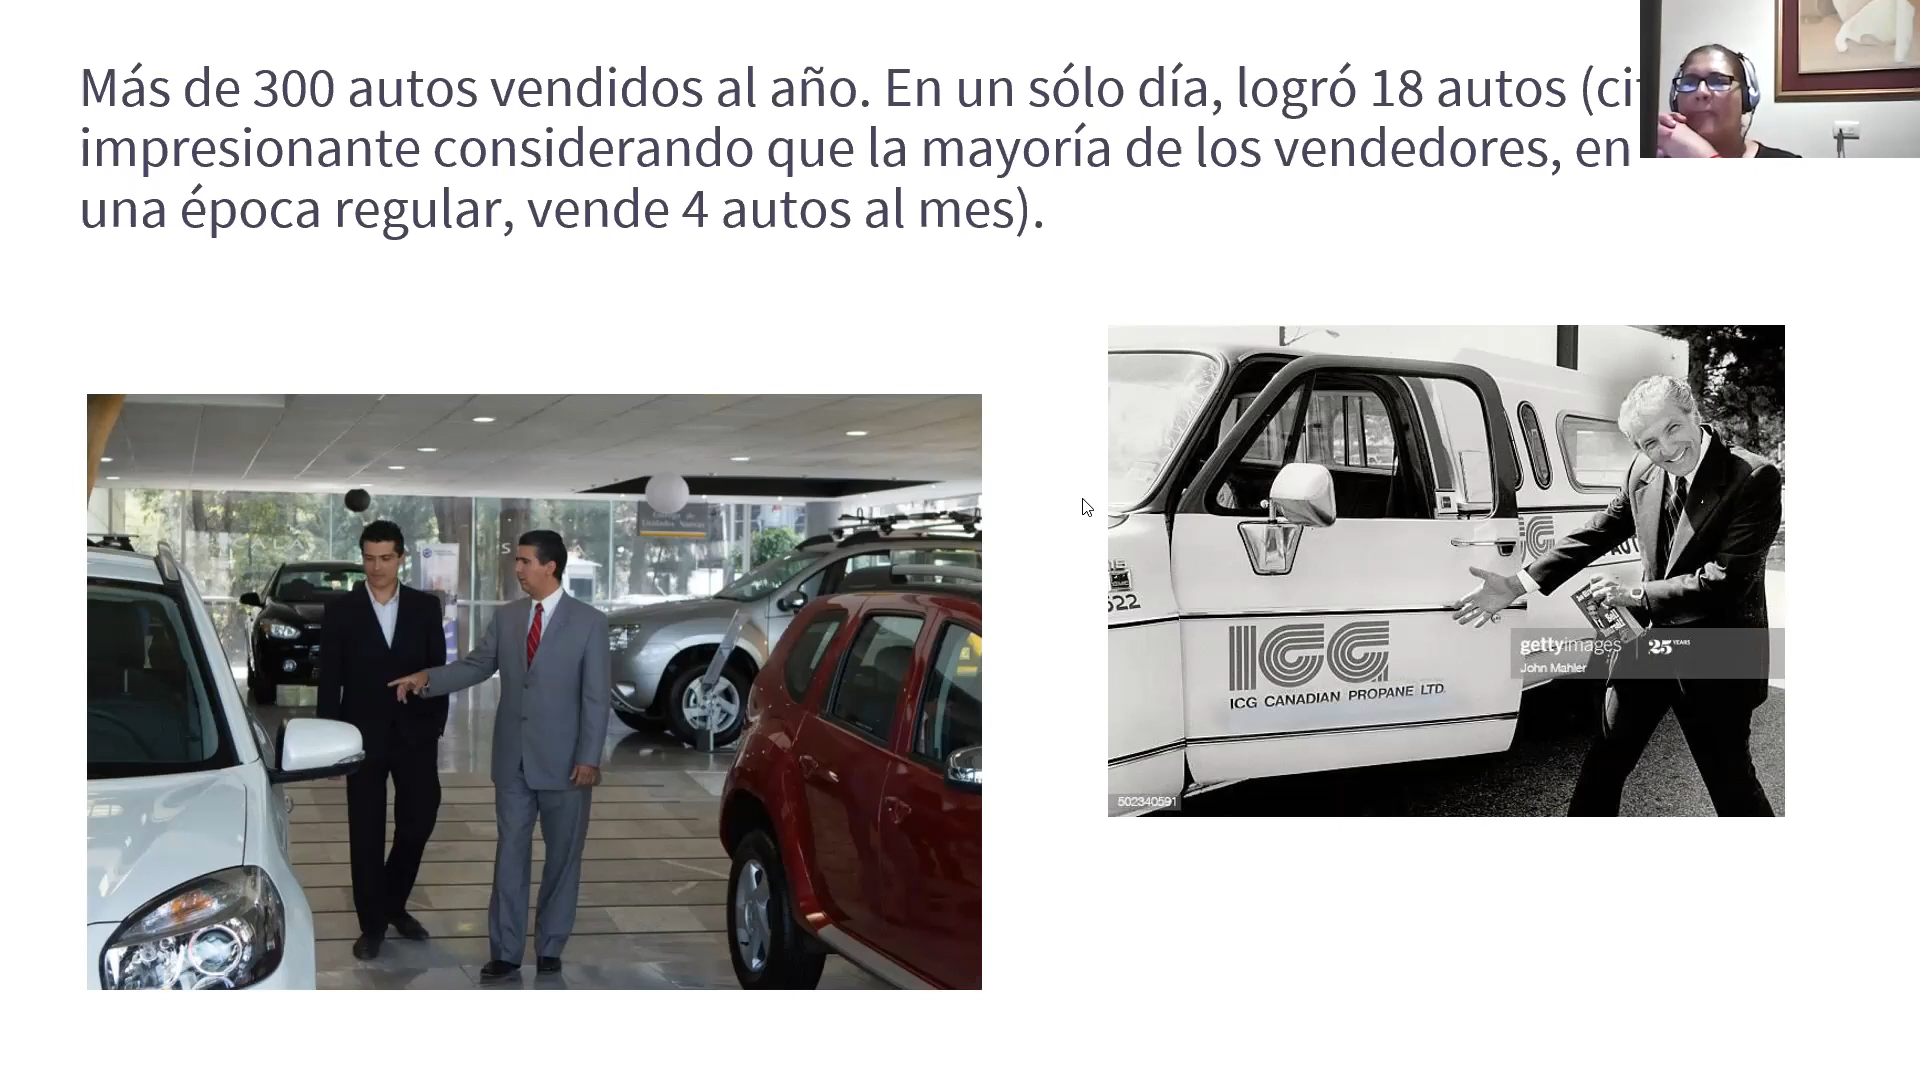 Más de 300 autos vendidos al año. En un sólo día, logró 18 autos
impresionante considerando que la mayoría de los vendedores, en
una época regular, vende 4 autos al mes).
ICG
ICG CANADIAN PROPANE LTD.
gettyimages 25 YEARS
John Mahler
502340591